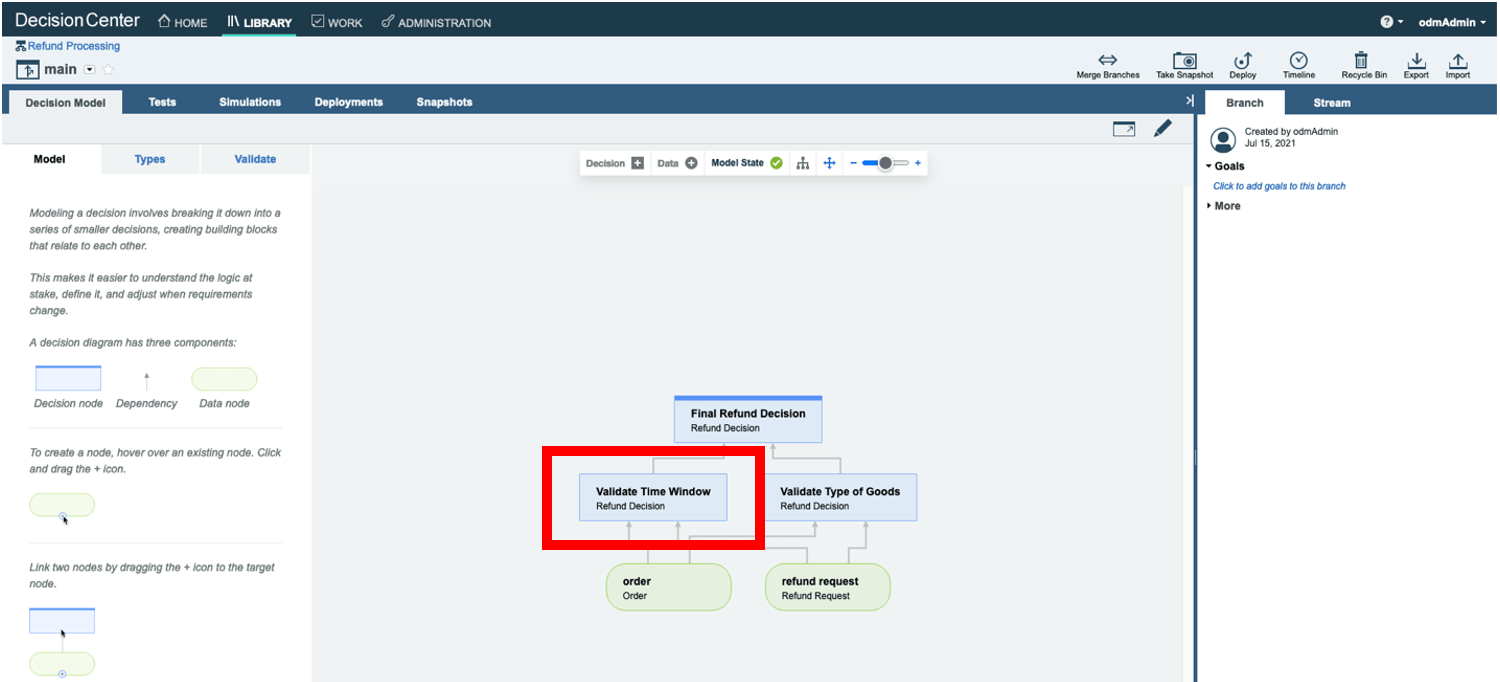 Decision Center HOME LIBRARY WORK ADMINISTRATION ? odmAdmin
Refund Processing
main
Merge Branches Take Snapshot Deploy Timeline Recycle Bin Export Import
Decision Model Tests Simulations Deployments Snapshots
Branch Stream
Model Types Validate
Decision Data Model State
Created by odmAdmin
Jul 15, 2021
Goals
Click to add goals to this branch
More
Modeling a decision involves breaking it down into a
series of smaller decisions, creating building blocks
that relate to each other.
This makes it easier to understand the logic at
stake, define it, and adjust when requirements
change.
A decision diagram has three components:
Decision node Dependency Data node
To create a node, hover over an existing node. Click
and drag the + icon.
Link two nodes by dragging the + icon to the target
node.
Final Refund Decision
Refund Decision
Validate Time Window
Refund Decision
Validate Type of Goods
Refund Decision
order
Order
refund request
Refund Request